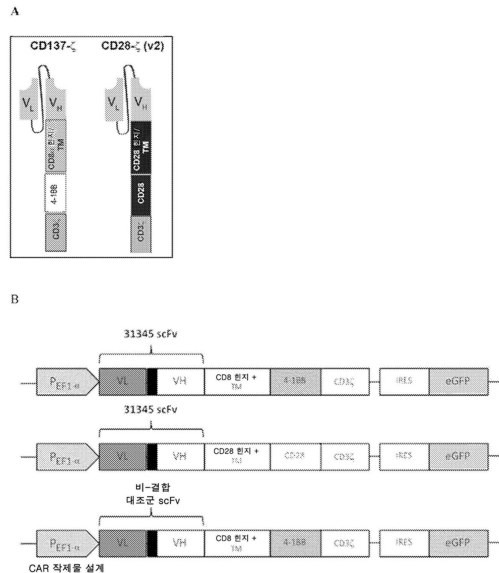 A
CD137-ζ CD28-ζ (v2)
VL VH VL VH
CD8α 힌지/TM CD28 힌지/TM
4-1BB CD28
CD3ζ CD3ζ
B
31345 scFv
PEF1-α VL VH CD8 힌지 + TM 4-1BB CD3ζ IRES eGFP
31345 scFv
PEF1-α VL VH CD28 힌지 + TM CD28 CD3ζ IRES eGFP
비-결합
대조군 scFv
PEF1-α VL VH CD8 힌지 + TM 4-1BB CD3ζ IRES eGFP
CAR 작제물 설계